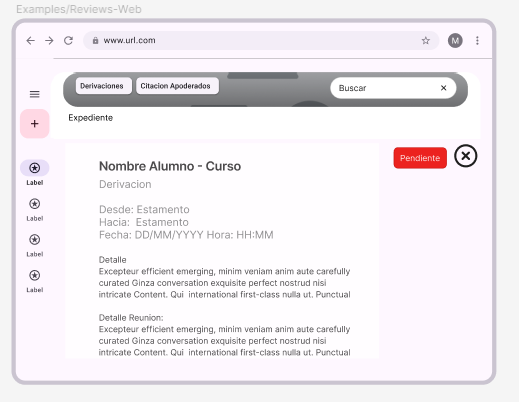 Examples/Reviews-Web
www.url.com
M
Derivaciones
Citacion Apoderados
Buscar
Expediente
Pendiente
Nombre Alumno - Curso
Label
Derivacion
Desde: Estamento
Label
Hacia:  Estamento
Fecha: DD/MM/YYYY Hora: HH:MM
Label
Detalle
Excepteur efficient emerging, minim veniam anim aute carefully
curated Ginza conversation exquisite perfect nostrud nisi
Label
intricate Content. Qui  international first-class nulla ut. Punctual
Detalle Reunion:
Excepteur efficient emerging, minim veniam anim aute carefully
curated Ginza conversation exquisite perfect nostrud nisi
intricate Content. Qui  international first-class nulla ut. Punctual